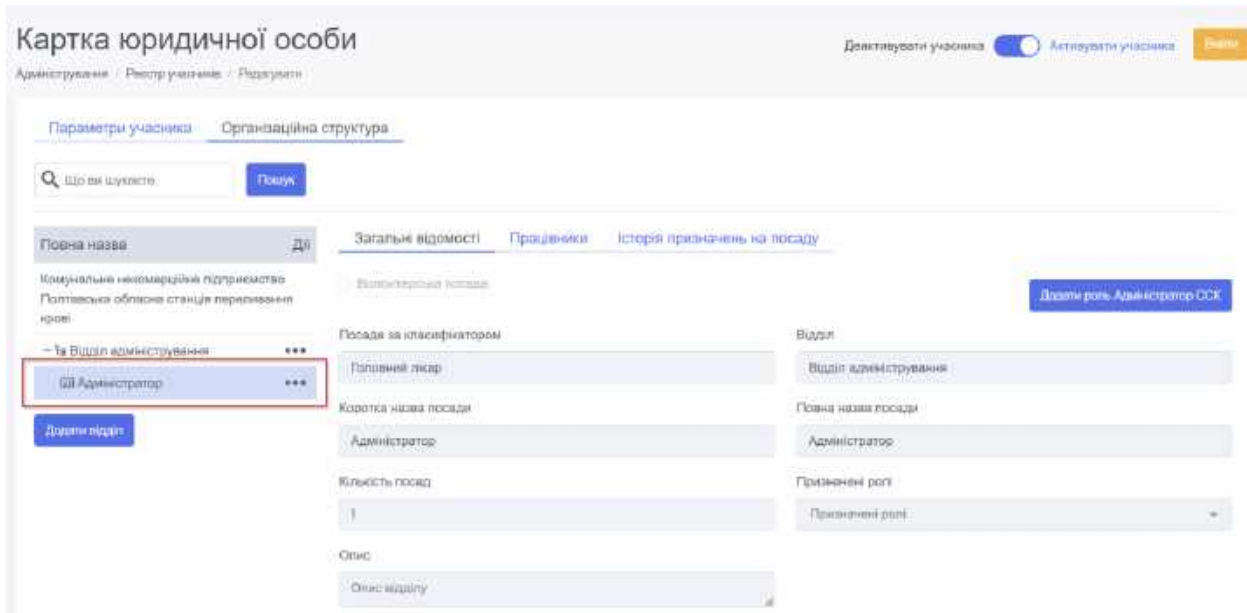 Картка юридичної особи
Деактивувати учасника Активувати учасника Вийти
Адміністрування / Реєстр учасників / Редагувати
Параметри учасника Організаційна структура
Що ви шукаєте Пошук
Повна назва Дії
Загальні відомості Працівники Історія призначень на посаду
Комунальне некомерційне підприємство
Полтавська обласна станція переливання
крові
Волонтерська посада
Додати роль Адміністратор ССК
Посада за класифікатором Відділ
Відділ адміністрування
Головний лікар Відділ адміністрування
Адміністратор
Коротка назва посади Повна назва посади
Додати відділ
Адміністратор Адміністратор
Кількість посад Призначені ролі
1 Призначені ролі
Опис
Опис відділу